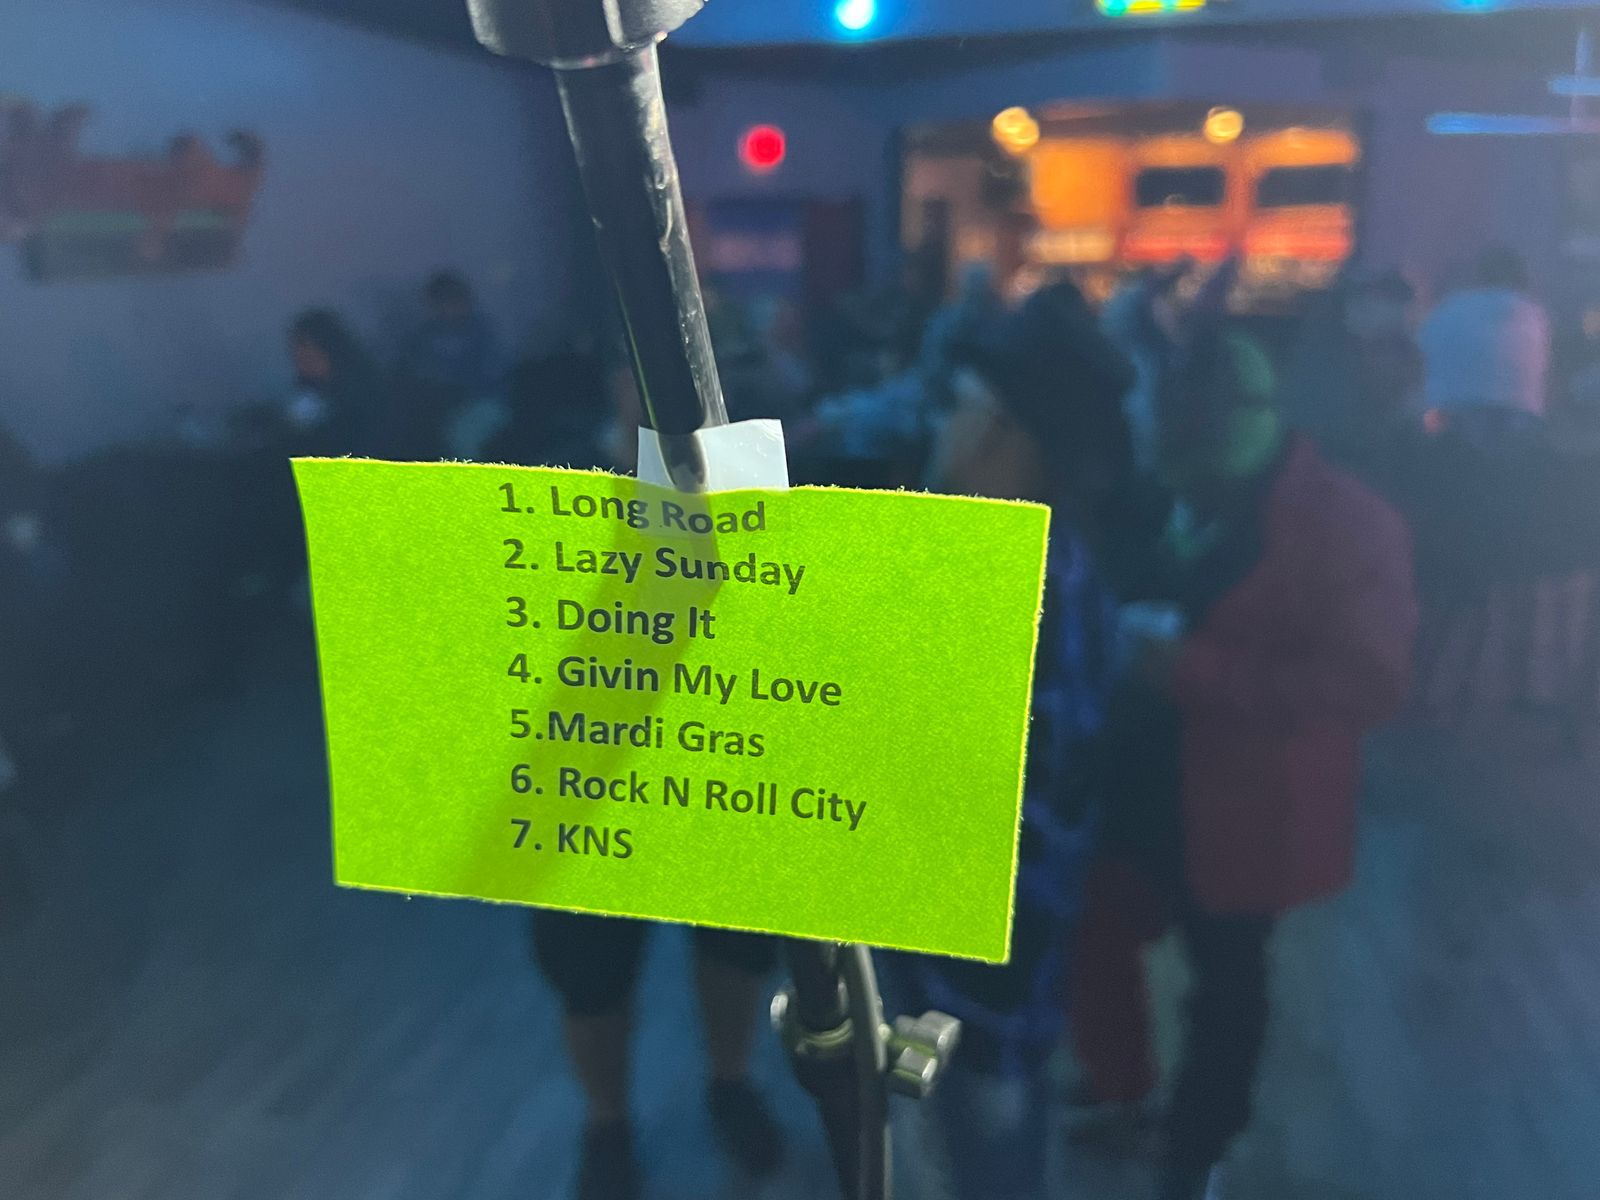 1. Long Road
2. Lazy Sunday
3. Doing It
4. Givin My Love
5.Mardi Gras
6. Rock N Roll City
7. KNS